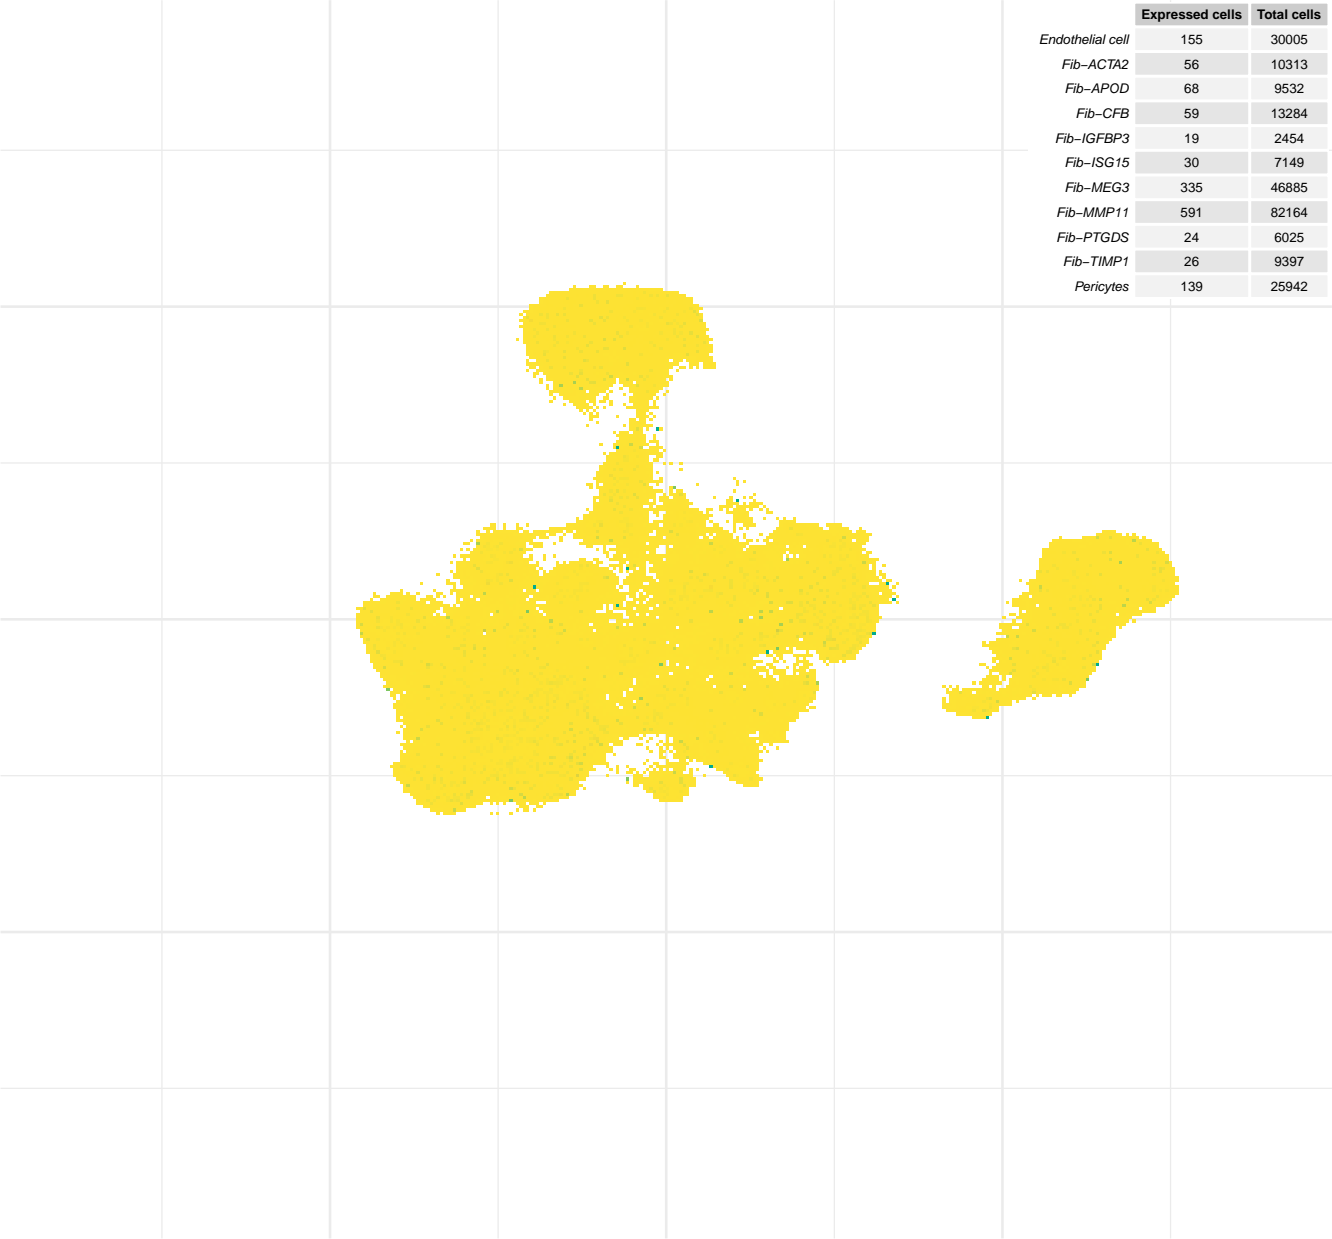 Expressed cells Total cells
Endothelial cell 155 30005
Fib−ACTA2 56 10313
Fib−APOD 68 9532
Fib−CFB 59 13284
Fib−IGFBP3 19 2454
Fib−ISG15 30 7149
Fib−MEG3 335 46885
Fib−MMP11 591 82164
Fib−PTGDS 24 6025
Fib−TIMP1 26 9397
Pericytes 139 25942